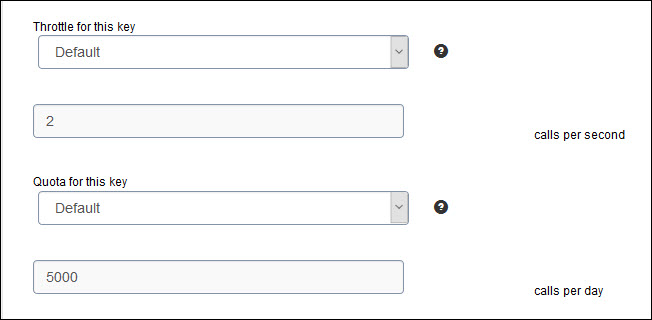 Throttle for this key
Default
?
2
calls per second
Quota for this key
Default
?
5000
calls per day